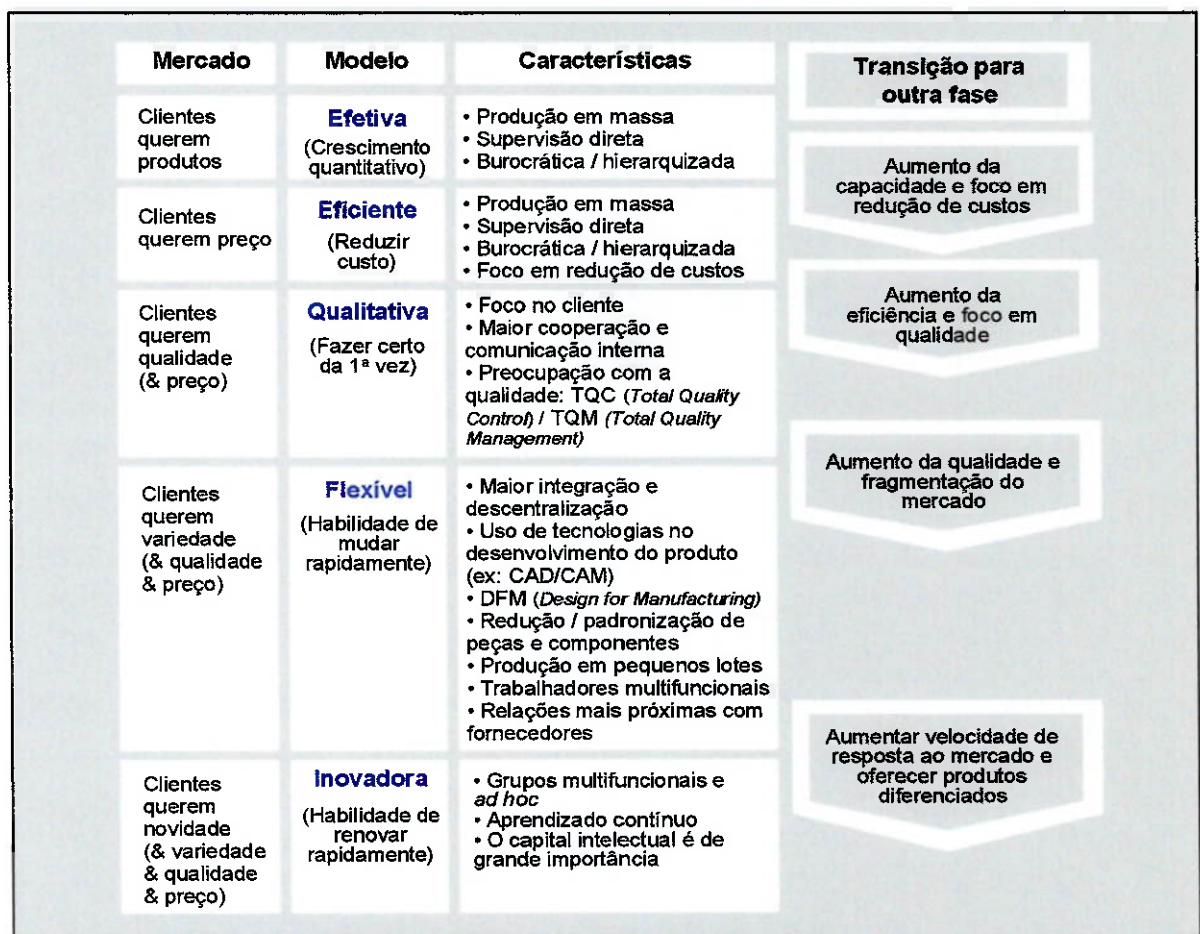 Mercado
Modelo
Características
Transição para
outra fase
Clientes
querem
produtos
Efetiva
(Crescimento
quantitativo)
• Produção em massa
• Supervisão direta
• Burocrática / hierarquizada
Aumento da
capacidade e foco em
redução de custos
Clientes
querem preço
Eficiente
(Reduzir
custo)
• Produção em massa
• Supervisão direta
• Burocrática / hierarquizada
• Foco em redução de custos
Aumento da
eficiência e foco em
qualidade
Clientes
querem
qualidade
(& preço)
Qualitativa
(Fazer certo
da 1ª vez)
• Foco no cliente
• Maior cooperação e
comunicação interna
• Preocupação com a
qualidade: TQC (Total Quality
Control) / TQM (Total Quality
Management)
Aumento da qualidade e
fragmentação do
mercado
Clientes
querem
variedade
(& qualidade
& preço)
Flexível
(Habilidade de
mudar
rapidamente)
• Maior integração e
descentralização
• Uso de tecnologias no
desenvolvimento do produto
(ex: CAD/CAM)
• DFM (Design for Manufacturing)
• Redução / padronização de
peças e componentes
• Produção em pequenos lotes
• Trabalhadores multifuncionais
• Relações mais próximas com
fornecedores
Aumentar velocidade de
resposta ao mercado e
oferecer produtos
diferenciados
Clientes
querem
novidade
(& variedade
& qualidade
& preço)
Inovadora
(Habilidade de
renovar
rapidamente)
• Grupos multifuncionais e
ad hoc
• Aprendizado contínuo
• O capital intelectual é de
grande importância